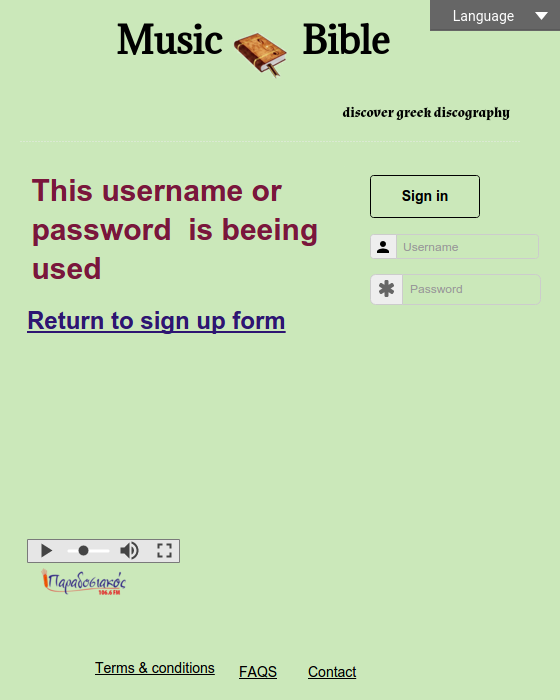 Language
Music Bible
discover greek discography
This username or
password  is beeing
used
Sign in
Username
Password
Return to sign up form
Παραδοσιακός
106.6 FM
Terms & conditions
FAQS
Contact